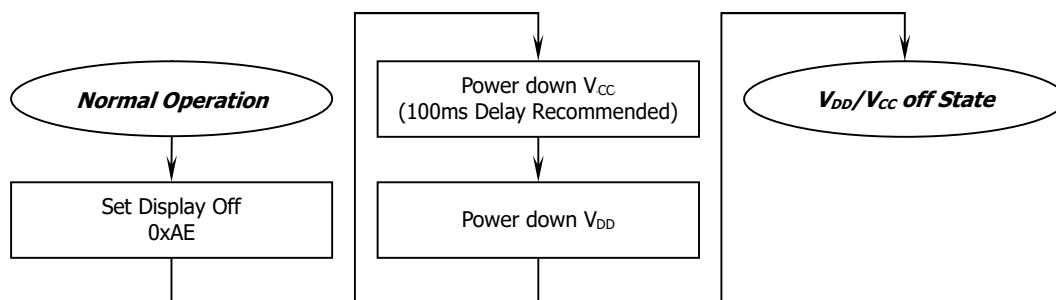 Normal Operation
Set Display Off
0xAE
Power down VCC
(100ms Delay Recommended)
Power down VDD
VDD/VCC off State